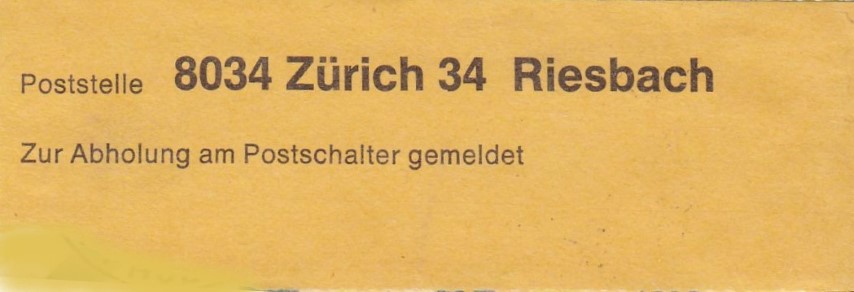 Poststelle 8034 Zürich 34 Riesbach
Zur Abholung am Postschalter gemeldet